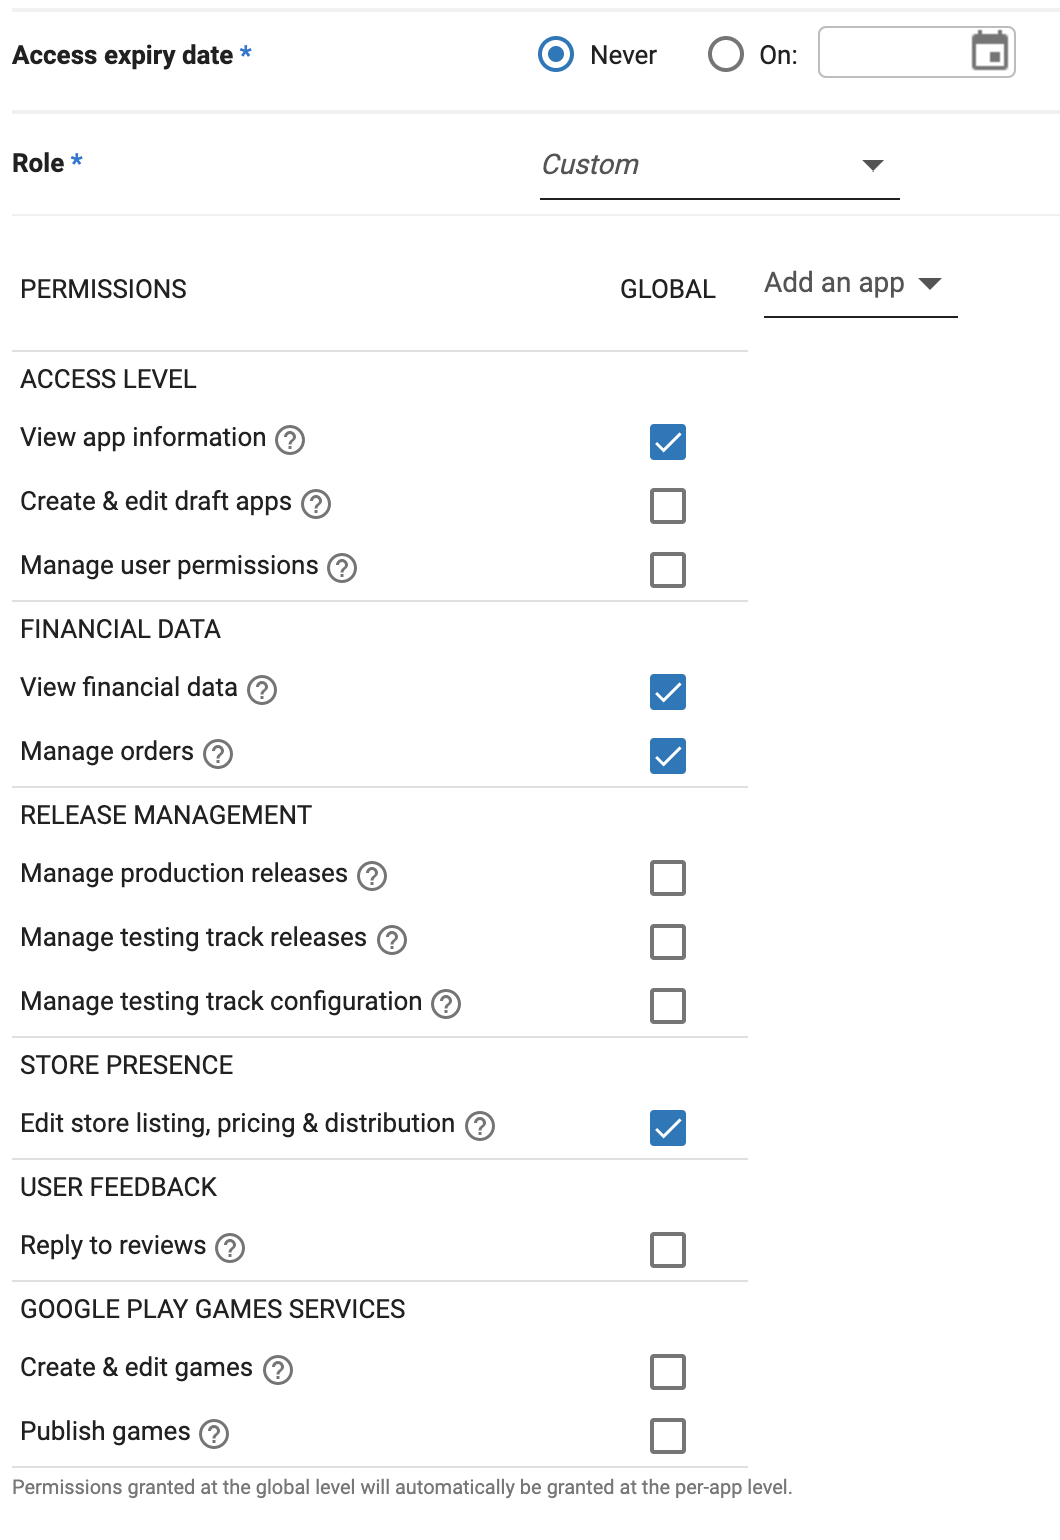 Access expiry date * Never On:
Role * Custom
PERMISSIONS GLOBAL Add an app
ACCESS LEVEL
View app information ?
Create & edit draft apps ?
Manage user permissions ?
FINANCIAL DATA
View financial data ?
Manage orders ?
RELEASE MANAGEMENT
Manage production releases ?
Manage testing track releases ?
Manage testing track configuration ?
STORE PRESENCE
Edit store listing, pricing & distribution ?
USER FEEDBACK
Reply to reviews ?
GOOGLE PLAY GAMES SERVICES
Create & edit games ?
Publish games ?
Permissions granted at the global level will automatically be granted at the per-app level.